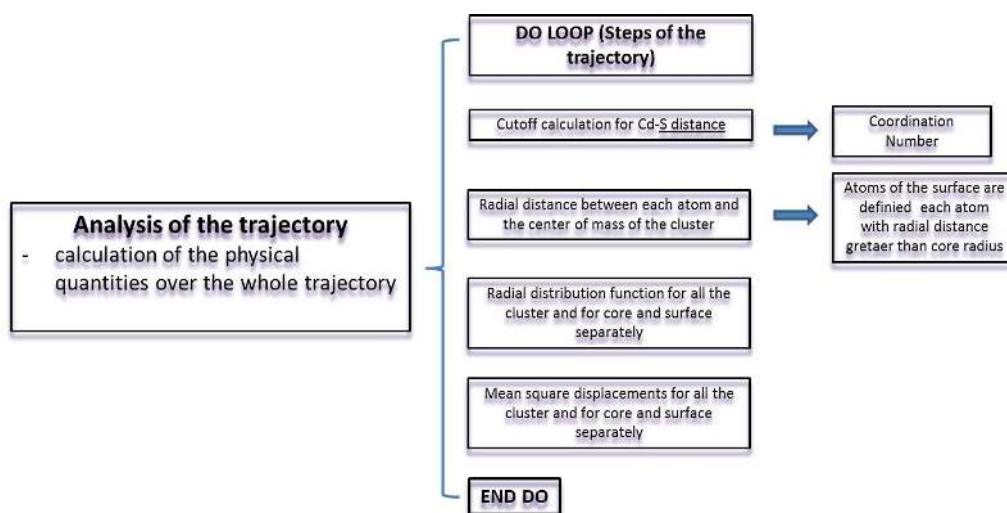 DO LOOP (Steps of the
trajectory)
Cutoff calculation for Cd-S distance
Coordination
Number
Analysis of the trajectory
- calculation of the physical
quantities over the whole trajectory
Radial distance between each atom and
the center of mass of the cluster
Atoms of the surface are
definied each atom
with radial distance
gretaer than core radius
Radial distribution function for all the
cluster and for core and surface
separately
Mean square displacements for all the
cluster and for core and surface
separately
END DO